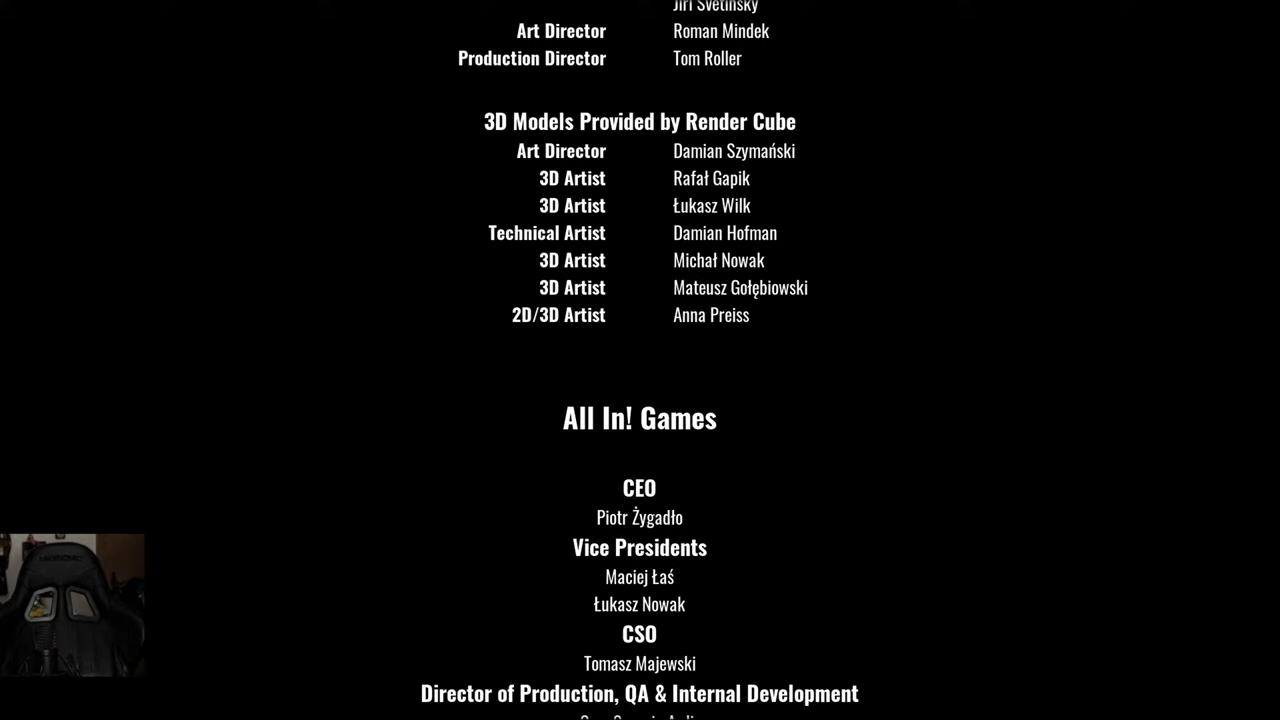 Jiří Světinský
Art Director Roman Mindek
Production Director Tom Roller
3D Models Provided by Render Cube
Art Director Damian Szymański
3D Artist Rafał Gapik
3D Artist Łukasz Wilk
Technical Artist Damian Hofman
3D Artist Michał Nowak
3D Artist Mateusz Gołębiowski
2D/3D Artist Anna Preiss
All In! Games
CEO
Piotr Żygadło
Vice Presidents
Maciej Łaś
Łukasz Nowak
CSO
Tomasz Majewski
Director of Production, QA & Internal Development